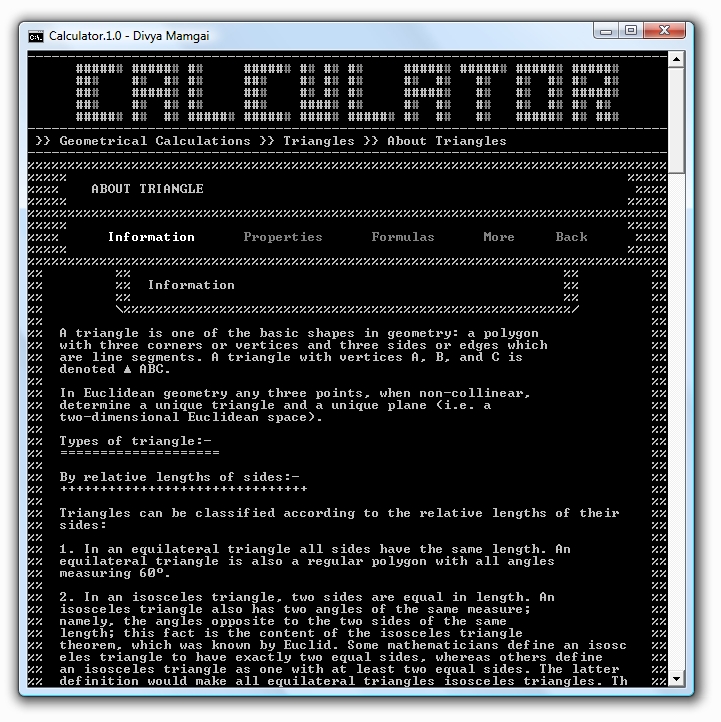 Calculator.1.0 - Divya Mamgai
CALCULATOR
>> Geometrical Calculations >> Triangles >> About Triangles
ABOUT TRIANGLE
Information Properties Formulas More Back
Information
A triangle is one of the basic shapes in geometry: a polygon
with three corners or vertices and three sides or edges which
are line segments. A triangle with vertices A, B, and C is
denoted ▲ ABC.
In Euclidean geometry any three points, when non-collinear,
determine a unique triangle and a unique plane (i.e. a
two-dimensional Euclidean space).
Types of triangle:-
====================
By relative lengths of sides:-
+++++++++++++++++++++++++++++++
Triangles can be classified according to the relative lengths of their
sides:
1. In an equilateral triangle all sides have the same length. An
equilateral triangle is also a regular polygon with all angles
measuring 60º.
2. In an isosceles triangle, two sides are equal in length. An
isosceles triangle also has two angles of the same measure;
namely, the angles opposite to the two sides of the same
length; this fact is the content of the isosceles triangle
theorem, which was known by Euclid. Some mathematicians define an isosc
eles triangle to have exactly two equal sides, whereas others define
an isosceles triangle as one with at least two equal sides. The latter
definition would make all equilateral triangles isosceles triangles. Th